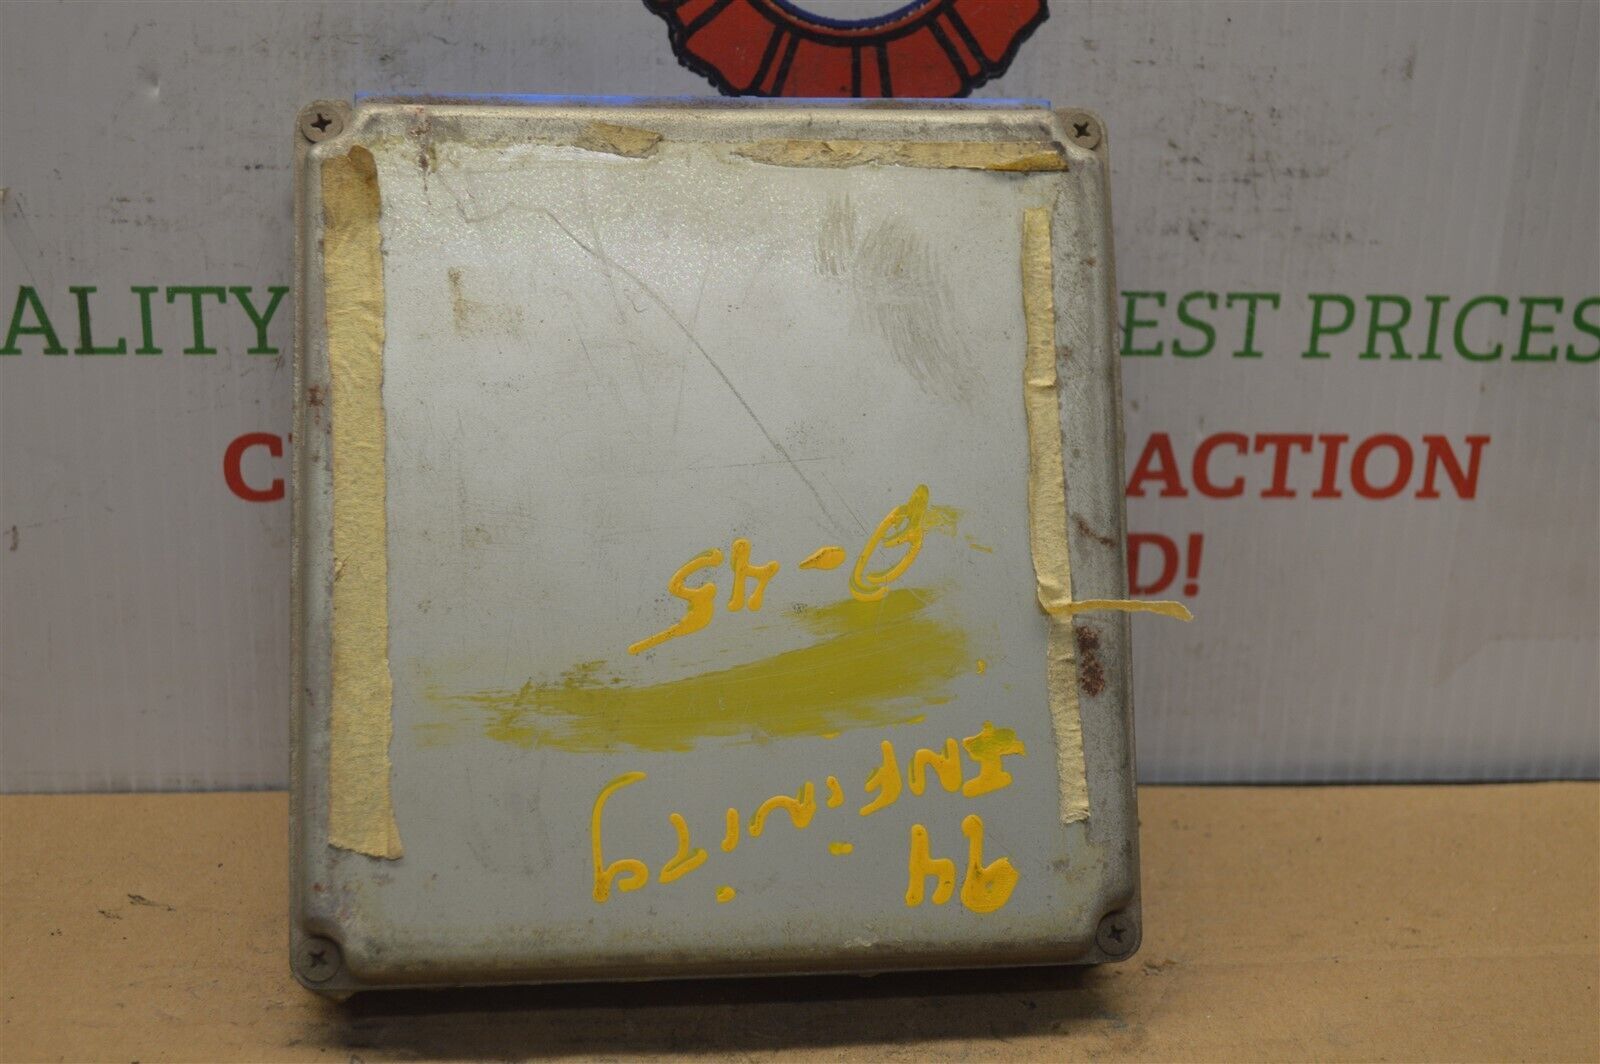 ALITY EST PRICES
C ACTION
D!
94
INFiNiTy
Q-45